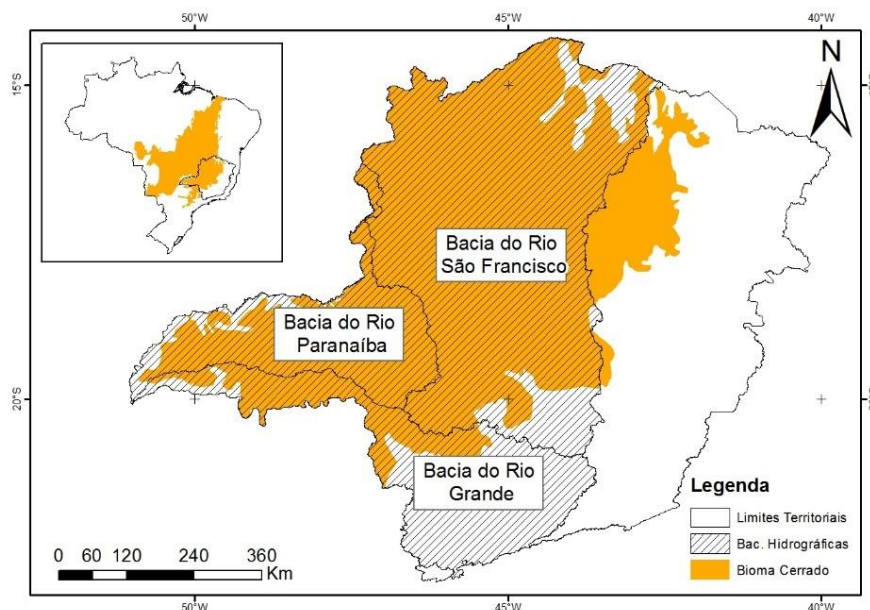 50°W 45°W 40°W
N
15°S
Bacia do Rio
São Francisco
Bacia do Rio
Paranaíba
20°S
Bacia do Rio
Grande
Legenda
Limites Territoriais
Bac. Hidrográficas
Bioma Cerrado
0 60 120 240 360
Km
50°W 45°W 40°W